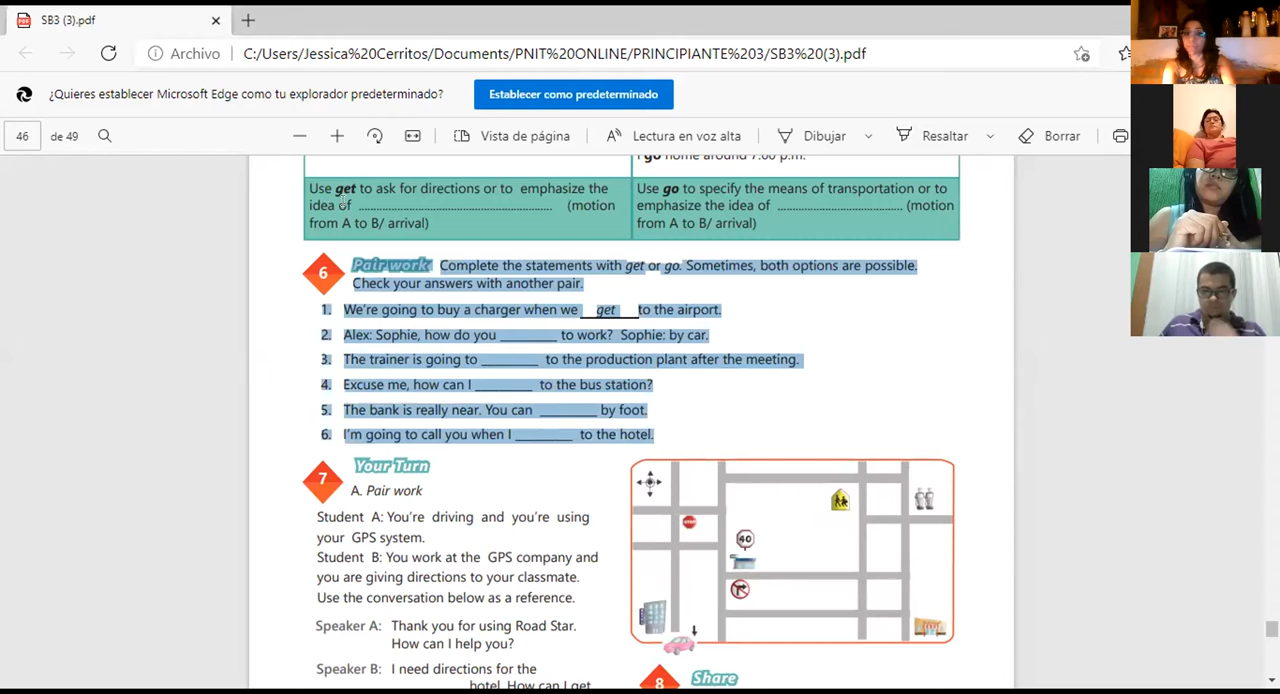 SB3 (3).pdf
Archivo
C:/Users/Jessica%20Cerritos/Documents/PNIT%20ONLINE/PRINCIPIANTE%203/SB3%20(3).pdf
¿Quieres establecer Microsoft Edge como tu explorador predeterminado?
Establecer como predeterminado
46 de 49
Vista de página
Lectura en voz alta
Dibujar
Resaltar
Borrar
I go home around 7:00 p.m.
Use get to ask for directions or to emphasize the
idea of ........................................ (motion
from A to B/ arrival)
Use go to specify the means of transportation or to
emphasize the idea of ................................ (motion
from A to B/ arrival)
6 Pair work: Complete the statements with get or go. Sometimes, both options are possible.
Check your answers with another pair.
1. We're going to buy a charger when we __get__ to the airport.
2. Alex: Sophie, how do you ________ to work? Sophie: by car.
3. The trainer is going to ________ to the production plant after the meeting.
4. Excuse me, how can I ________ to the bus station?
5. The bank is really near. You can ________ by foot.
6. I'm going to call you when I ________ to the hotel.
7 Your Turn
A. Pair work
Student A: You're driving and you're using
your GPS system.
Student B: You work at the GPS company and
you are giving directions to your classmate.
Use the conversation below as a reference.
Speaker A: Thank you for using Road Star.
How can I help you?
Speaker B: I need directions for the
________ hotel. How can I get
STOP
40
8 Share